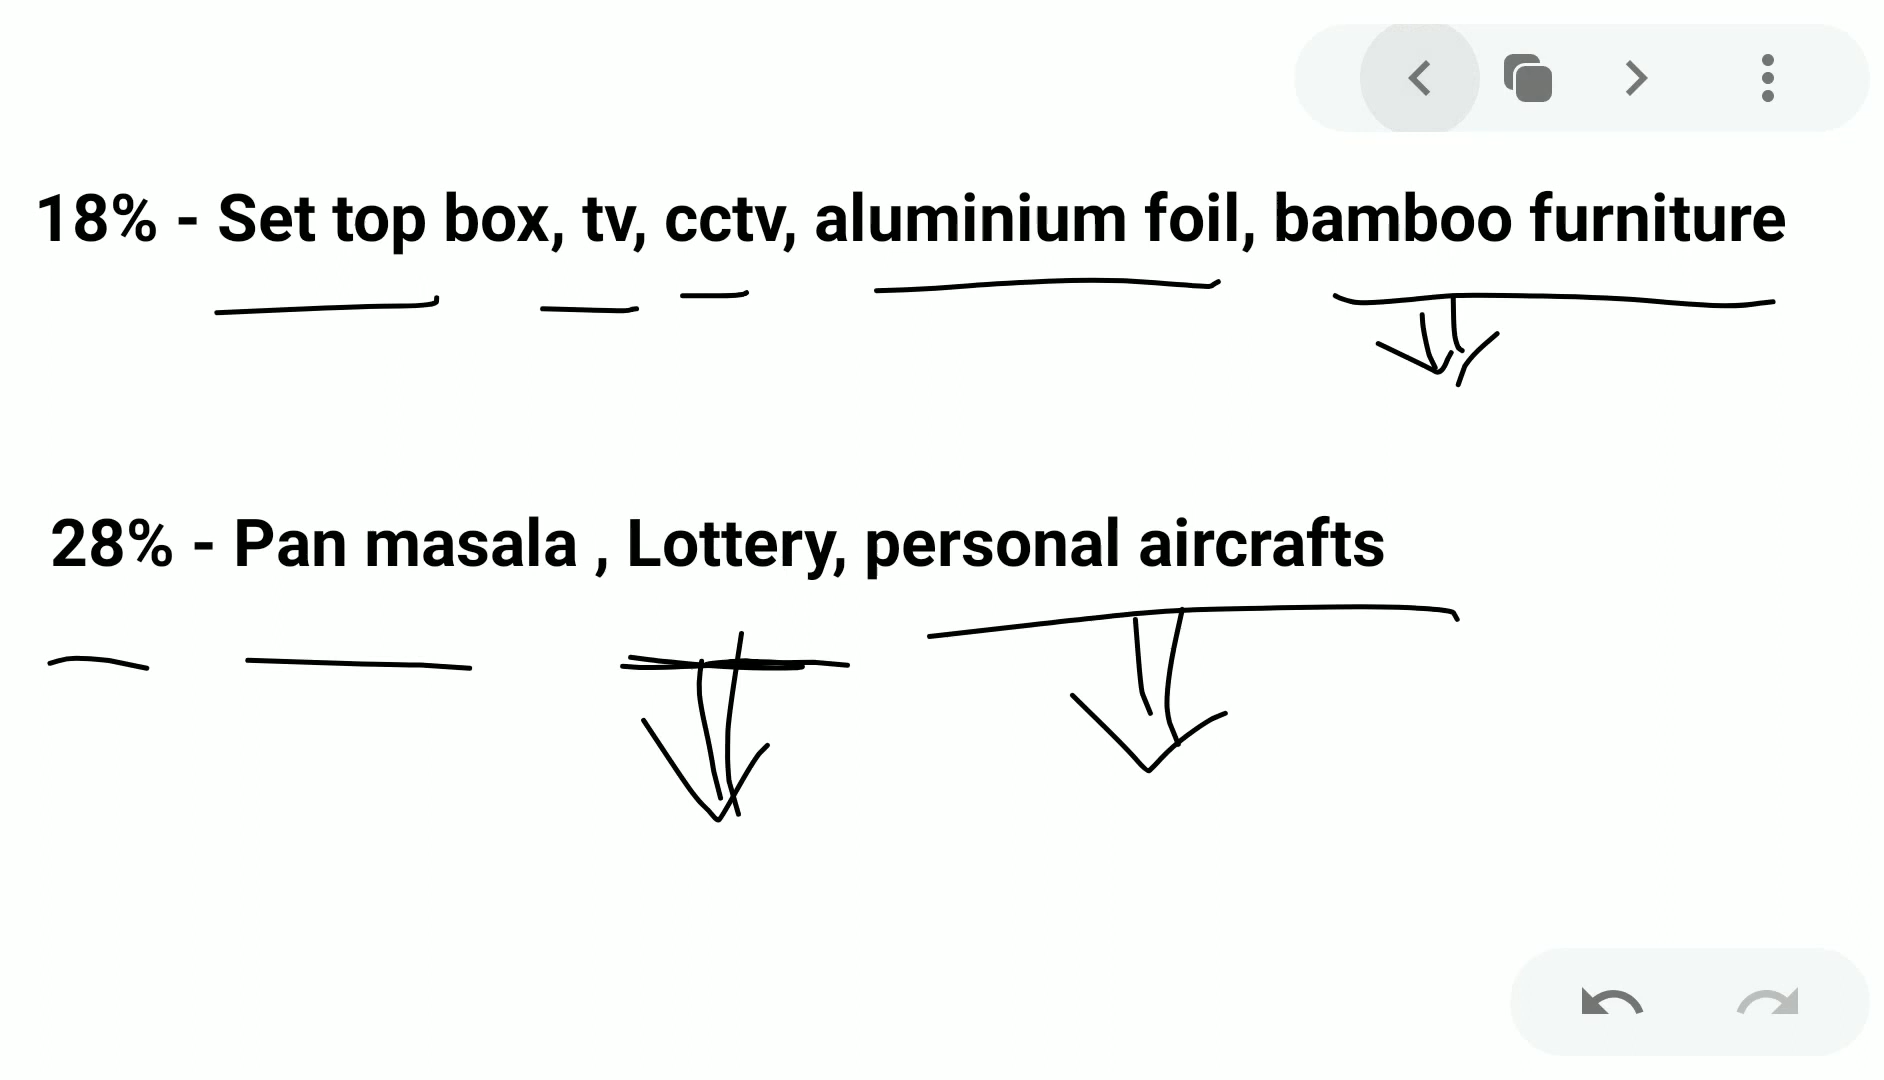 18% - Set top box, tv, cctv, aluminium foil, bamboo furniture
28% - Pan masala , Lottery, personal aircrafts